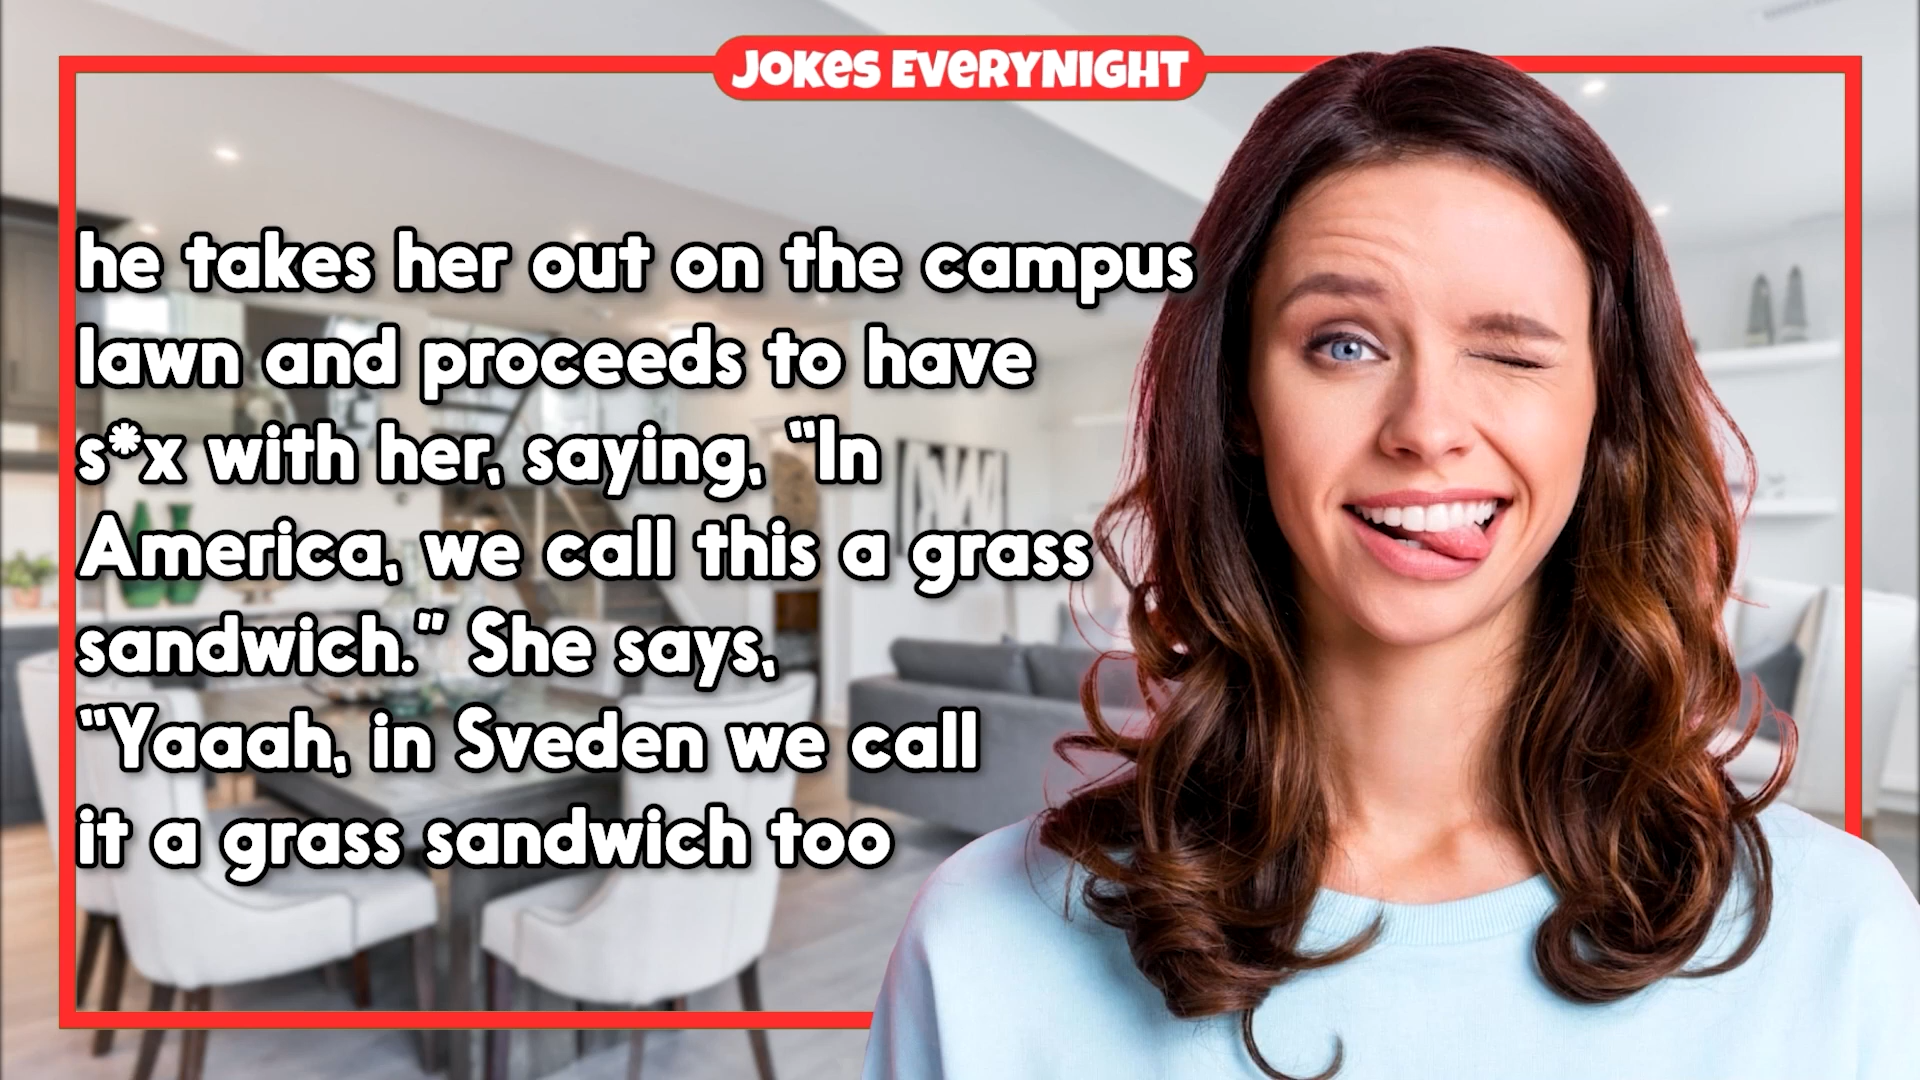 JOKES EVERYNIGHT
he takes her out on the campus
lawn and proceeds to have
s*x with her, saying, "In
America, we call this a grass
sandwich." She says,
"Yaaah, in Sveden we call
it a grass sandwich too